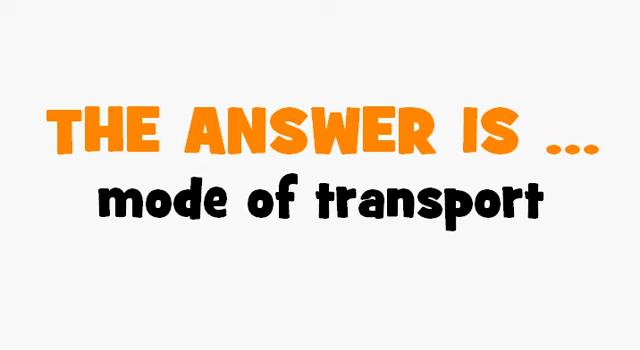 THE ANSWER IS ...
mode of transport